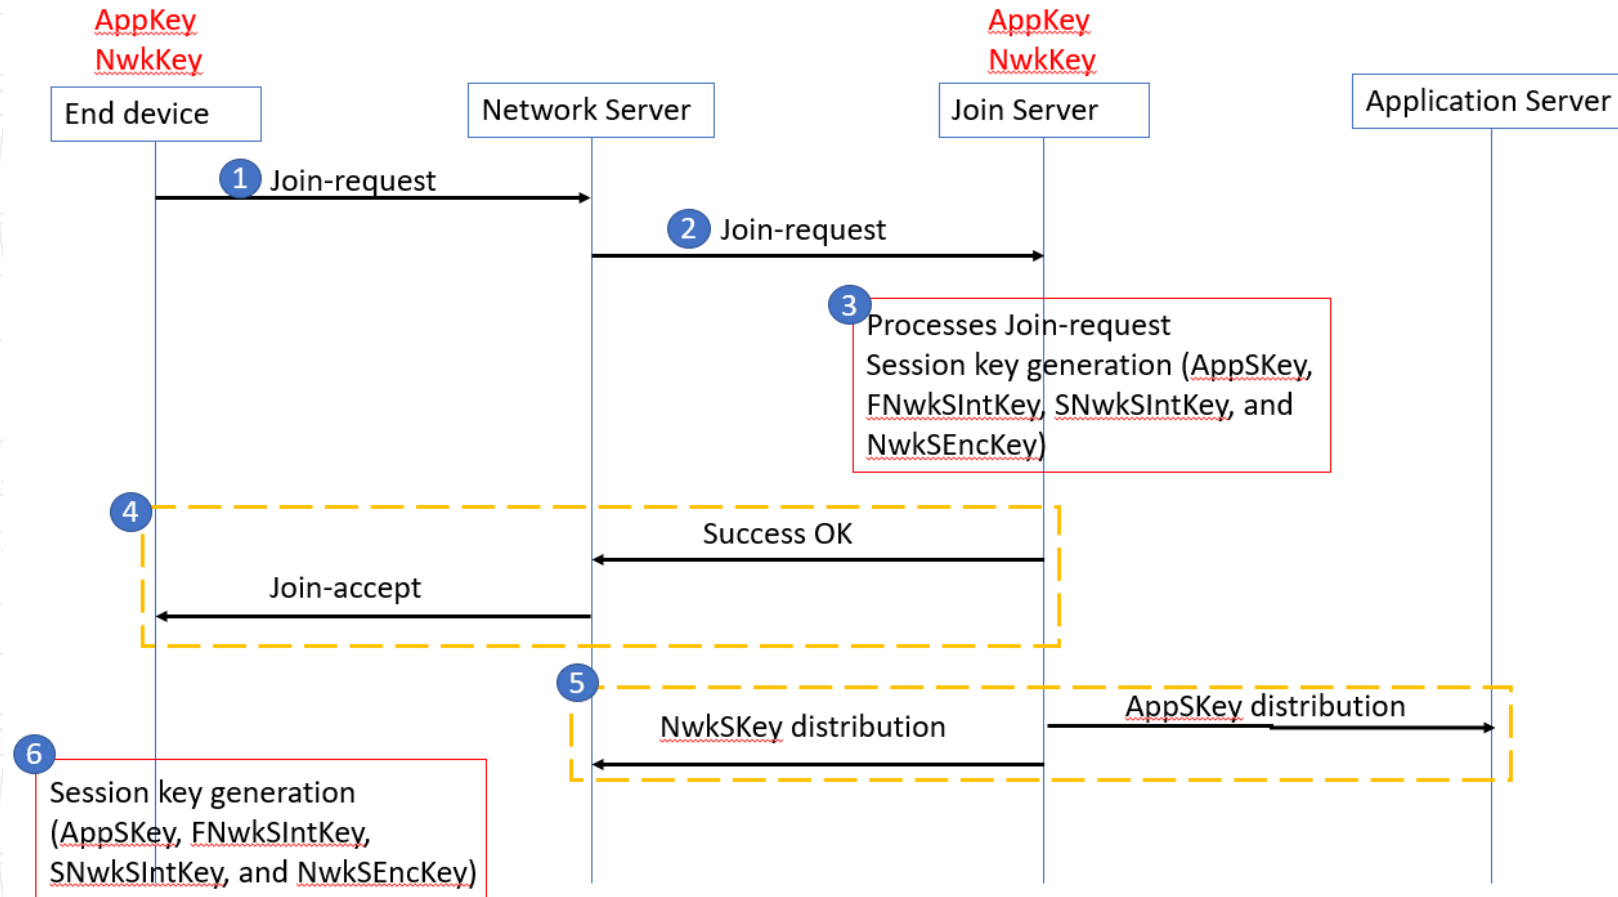 AppKey
NwkKey
AppKey
NwkKey
End device
Network Server
Join Server
Application Server
1 Join-request
2 Join-request
3
Processes Join-request
Session key generation (AppSKey,
FNwkSIntKey, SNwkSIntKey, and
NwkSEncKey)
4
Success OK
Join-accept
5
AppSKey distribution
NwkSKey distribution
6
Session key generation
(AppSKey, FNwkSIntKey,
SNwkSIntKey, and NwkSEncKey)